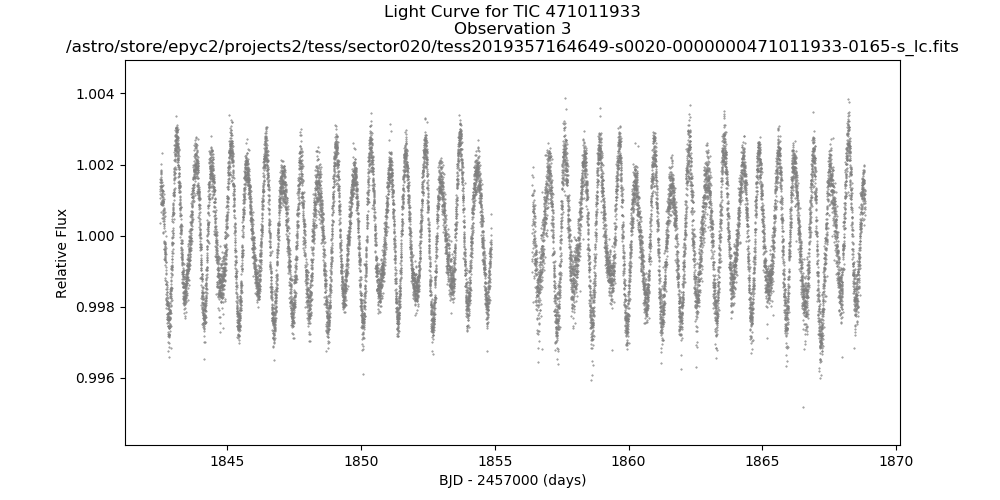 Light Curve for TIC 471011933
Observation 3
/astro/store/epyc2/projects2/tess/sector020/tess2019357164649-s0020-0000000471011933-0165-s_lc.fits
1.004
1.002
1.000
0.998
0.996
Relative Flux
1845
1850
1855
1860
1865
1870
BJD - 2457000 (days)